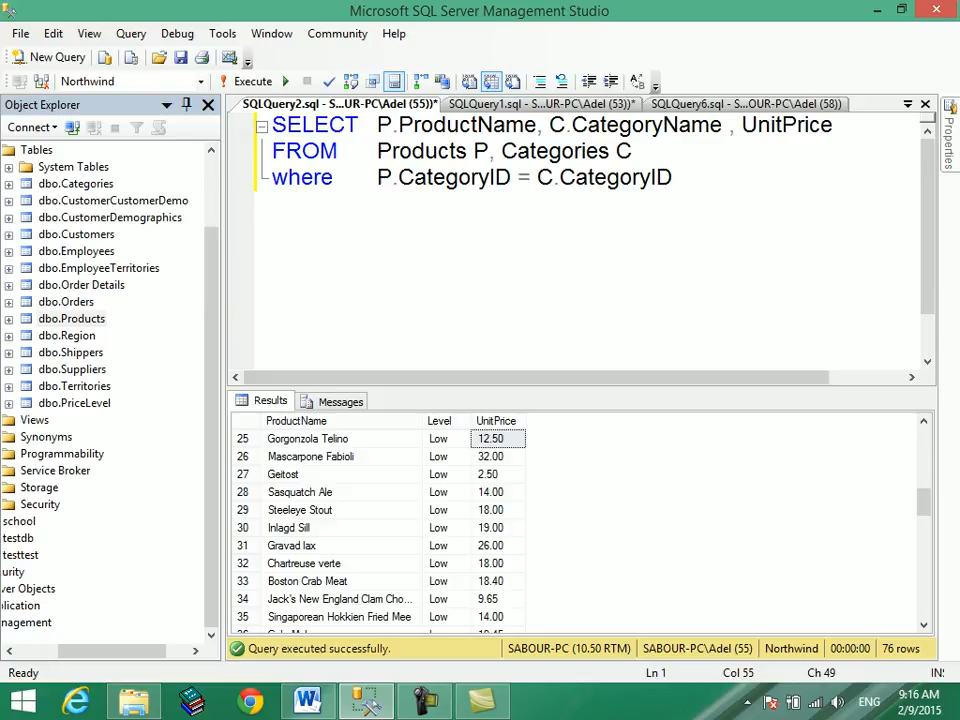 Microsoft SQL Server Management Studio
File Edit View Query Debug Tools Window Community Help
New Query
Northwind Execute
Object Explorer
SQLQuery2.sql - S...UR-PC\Adel (55))* SQLQuery1.sql - S...UR-PC\Adel (53))* SQLQuery6.sql - S...OUR-PC\Adel (58))
Connect
Properties
Tables
System Tables
dbo.Categories
dbo.CustomerCustomerDemo
dbo.CustomerDemographics
dbo.Customers
dbo.Employees
dbo.EmployeeTerritories
dbo.Order Details
dbo.Orders
dbo.Products
dbo.Region
dbo.Shippers
dbo.Suppliers
dbo.Territories
dbo.PriceLevel
Views
Synonyms
Programmability
Service Broker
Storage
Security
school
testdb
testtest
urity
ver Objects
olication
nagement
SELECT P.ProductName, C.CategoryName , UnitPrice
FROM Products P, Categories C
where P.CategoryID = C.CategoryID
Results Messages
ProductName Level UnitPrice
25 Gorgonzola Telino Low 12.50
26 Mascarpone Fabioli Low 32.00
27 Geitost Low 2.50
28 Sasquatch Ale Low 14.00
29 Steeleye Stout Low 18.00
30 Inlagd Sill Low 19.00
31 Gravad lax Low 26.00
32 Chartreuse verte Low 18.00
33 Boston Crab Meat Low 18.40
34 Jack's New England Clam Cho... Low 9.65
35 Singaporean Hokkien Fried Mee Low 14.00
Query executed successfully. SABOUR-PC (10.50 RTM) SABOUR-PC\Adel (55) Northwind 00:00:00 76 rows
Ready Ln 1 Col 55 Ch 49 INS
ENG
9:16 AM
2/9/2015